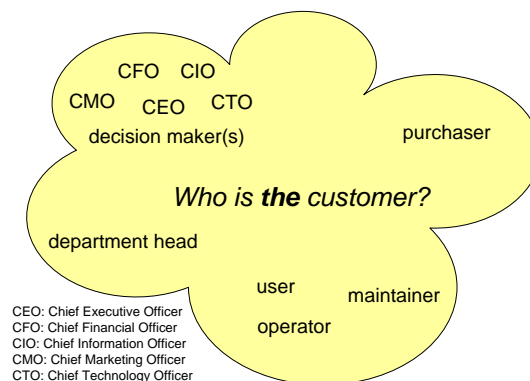 CFO CIO
CMO CEO CTO
decision maker(s)
purchaser
Who is the customer?
department head
user
maintainer
operator
CEO: Chief Executive Officer
CFO: Chief Financial Officer
CIO: Chief Information Officer
CMO: Chief Marketing Officer
CTO: Chief Technology Officer